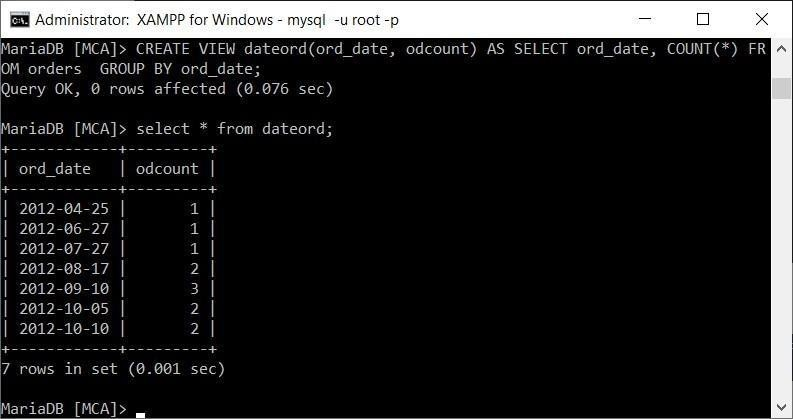 Administrator:  XAMPP for Windows - mysql  -u root -p
MariaDB [MCA]> CREATE VIEW dateord(ord_date, odcount) AS SELECT ord_date, COUNT(*) FR
OM orders  GROUP BY ord_date;
Query OK, 0 rows affected (0.076 sec)
MariaDB [MCA]> select * from dateord;
+------------+---------+
| ord_date   | odcount |
+------------+---------+
| 2012-04-25 |       1 |
| 2012-06-27 |       1 |
| 2012-07-27 |       1 |
| 2012-08-17 |       2 |
| 2012-09-10 |       3 |
| 2012-10-05 |       2 |
| 2012-10-10 |       2 |
+------------+---------+
7 rows in set (0.001 sec)
MariaDB [MCA]> _